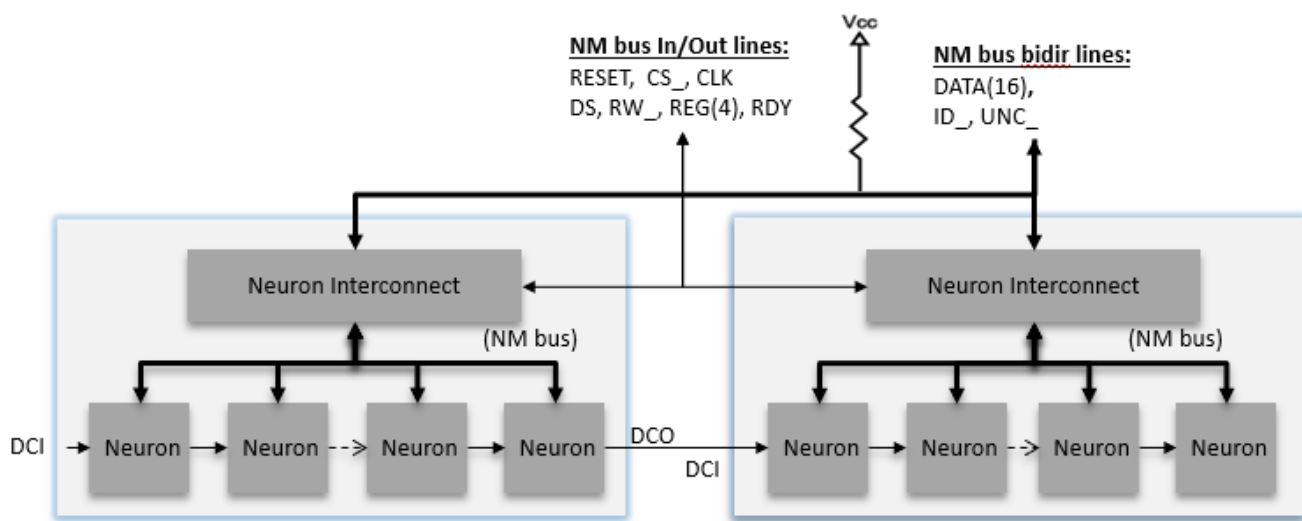 Vcc
NM bus In/Out lines:
RESET, CS_, CLK
DS, RW_, REG(4), RDY
NM bus bidir lines:
DATA(16),
ID_, UNC_
Neuron Interconnect
Neuron Interconnect
(NM bus)
(NM bus)
DCI
Neuron
Neuron
Neuron
Neuron
DCO
DCI
Neuron
Neuron
Neuron
Neuron